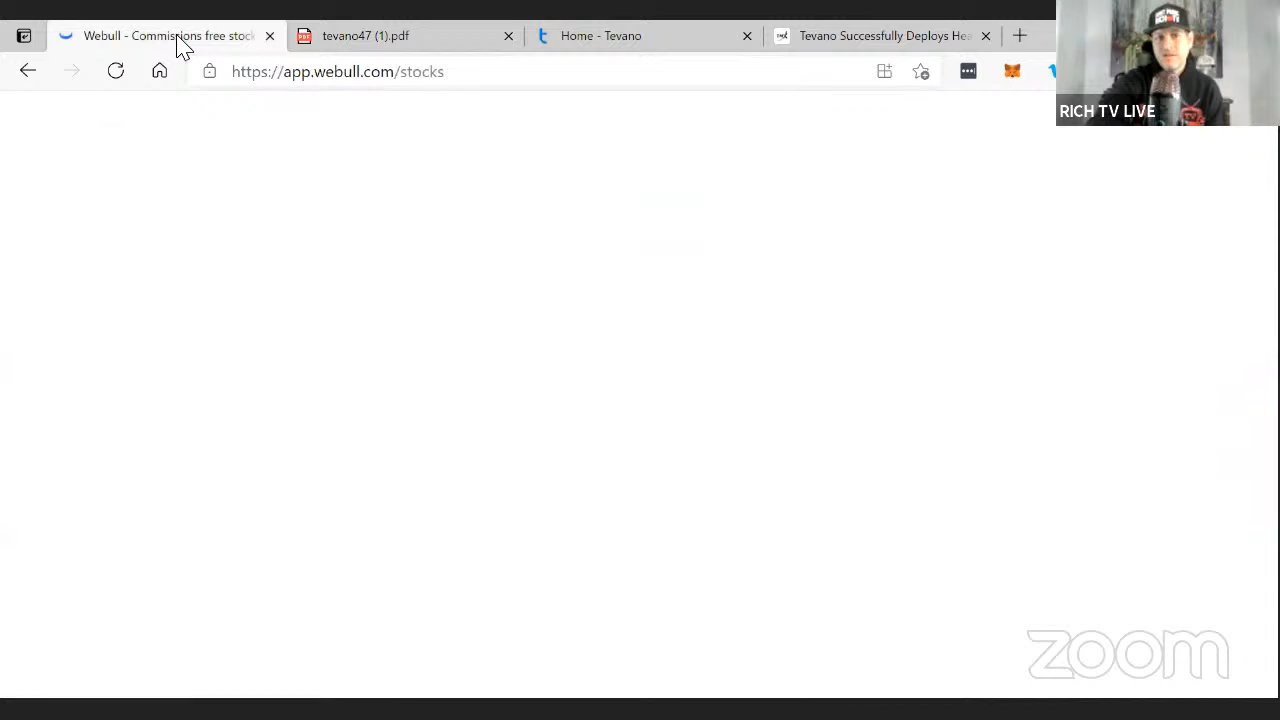 Webull - Commissions free stock
tevano47 (1).pdf
Home - Tevano
Tevano Successfully Deploys Hea
https://app.webull.com/stocks
RICH TV LIVE
zoom